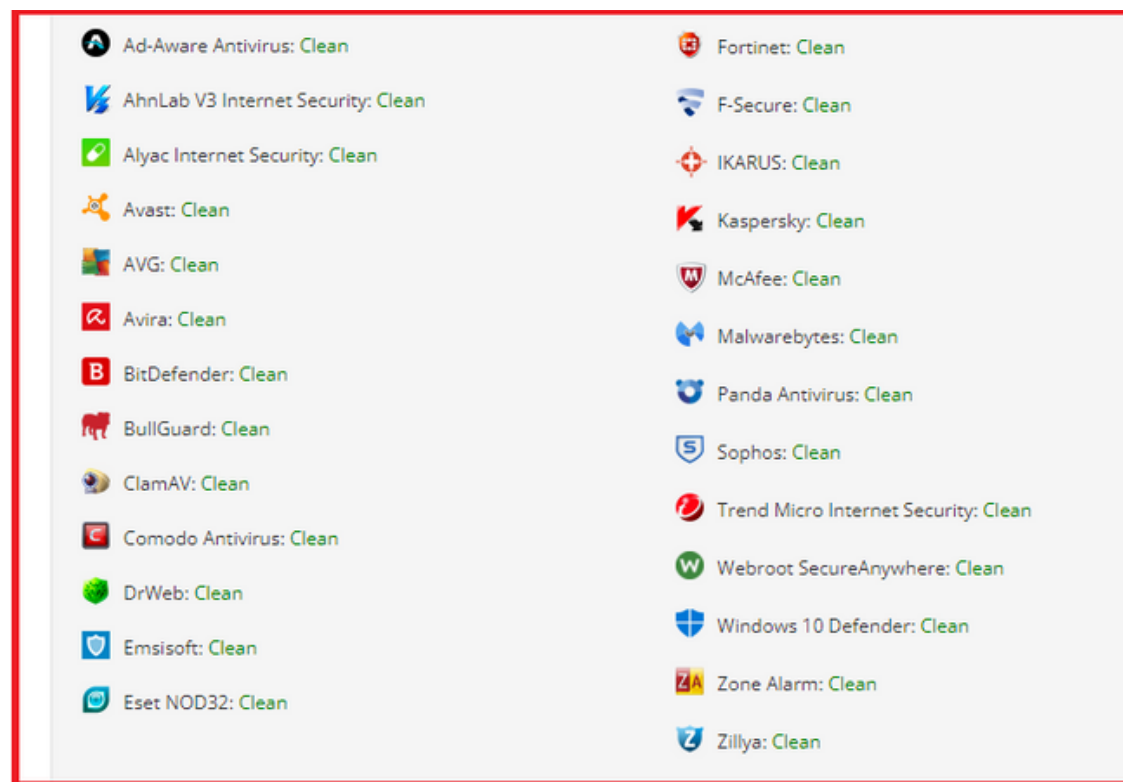 Ad-Aware Antivirus: Clean
AhnLab V3 Internet Security: Clean
Alyac Internet Security: Clean
Avast: Clean
AVG: Clean
Avira: Clean
BitDefender: Clean
BullGuard: Clean
ClamAV: Clean
Comodo Antivirus: Clean
DrWeb: Clean
Emsisoft: Clean
Eset NOD32: Clean
Fortinet: Clean
F-Secure: Clean
IKARUS: Clean
Kaspersky: Clean
McAfee: Clean
Malwarebytes: Clean
Panda Antivirus: Clean
Sophos: Clean
Trend Micro Internet Security: Clean
Webroot SecureAnywhere: Clean
Windows 10 Defender: Clean
Zone Alarm: Clean
Zillya: Clean